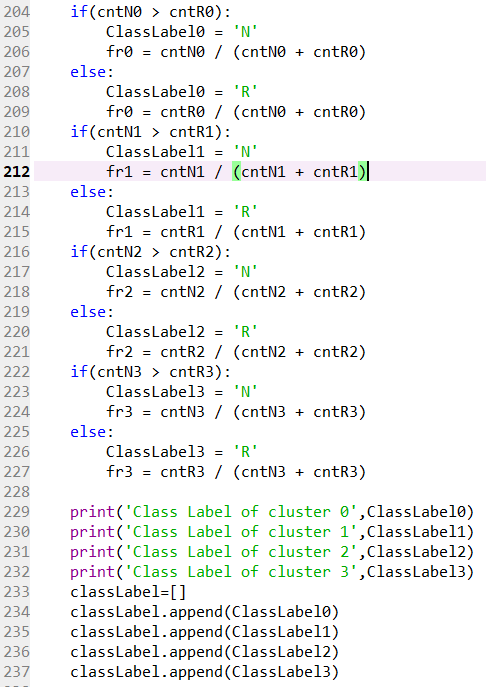 204 if(cntN0 > cntR0):
205 ClassLabel0 = 'N'
206 fr0 = cntN0 / (cntN0 + cntR0)
207 else:
208 ClassLabel0 = 'R'
209 fr0 = cntR0 / (cntN0 + cntR0)
210 if(cntN1 > cntR1):
211 ClassLabel1 = 'N'
212 fr1 = cntN1 / (cntN1 + cntR1)
213 else:
214 ClassLabel1 = 'R'
215 fr1 = cntR1 / (cntN1 + cntR1)
216 if(cntN2 > cntR2):
217 ClassLabel2 = 'N'
218 fr2 = cntN2 / (cntN2 + cntR2)
219 else:
220 ClassLabel2 = 'R'
221 fr2 = cntR2 / (cntN2 + cntR2)
222 if(cntN3 > cntR3):
223 ClassLabel3 = 'N'
224 fr3 = cntN3 / (cntN3 + cntR3)
225 else:
226 ClassLabel3 = 'R'
227 fr3 = cntR3 / (cntN3 + cntR3)
228
229 print('Class Label of cluster 0',ClassLabel0)
230 print('Class Label of cluster 1',ClassLabel1)
231 print('Class Label of cluster 2',ClassLabel2)
232 print('Class Label of cluster 3',ClassLabel3)
233 classLabel=[]
234 classLabel.append(ClassLabel0)
235 classLabel.append(ClassLabel1)
236 classLabel.append(ClassLabel2)
237 classLabel.append(ClassLabel3)